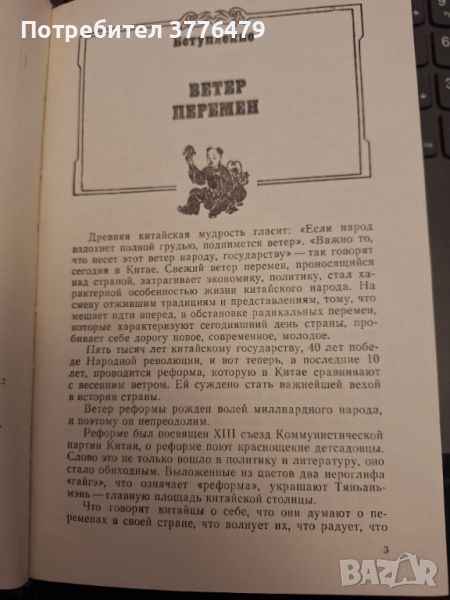 Потребител 3776479
Вступление
ВЕТЕР
ПЕРЕМЕН
Древняя китайская мудрость гласит: «Если народ
вздохнет полной грудью, поднимется ветер». «Важно то,
что несет этот ветер народу, государству» — так говорят
сегодня в Китае. Свежий ветер перемен, проносящийся
над страной, затрагивает экономику, политику, стал ха-
рактерной особенностью жизни китайского народа. На
смену отжившим традициям и представлениям, тому, что
мешает идти вперед, в обстановке радикальных перемен,
которые характеризуют сегодняшний день страны, про-
бивает себе дорогу новое, современное, молодое.
Пять тысяч лет китайскому государству, 40 лет побе-
де Народной революции, и вот теперь, в последние 10
лет, проводится реформа, которую в Китае сравнивают
с весенним ветром. Ей суждено стать важнейшей вехой
в истории страны.
Ветер реформы рожден волей миллиардного народа,
и поэтому он непреодолим.
Реформе был посвящен XIII съезд Коммунистической
партии Китая, о реформе поют краснощекие детсадовцы.
Слово это не только вошло в политику и литературу, оно
стало обиходным. Выложенные из цветов два иероглифа
«гайгэ», что означает «реформа», украшают Тяньань-
мэнь — главную площадь китайской столицы.
Что говорят китайцы о себе, что они думают о пе-
ременах в своей стране, что волнует их, что радует, что
3
BAZAR